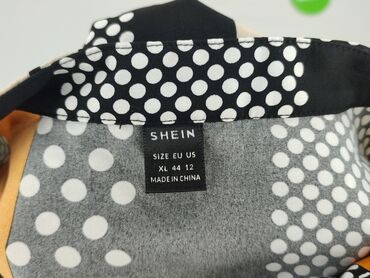 SHEIN
SIZE EU US
XL 44 12
MADE IN CHINA